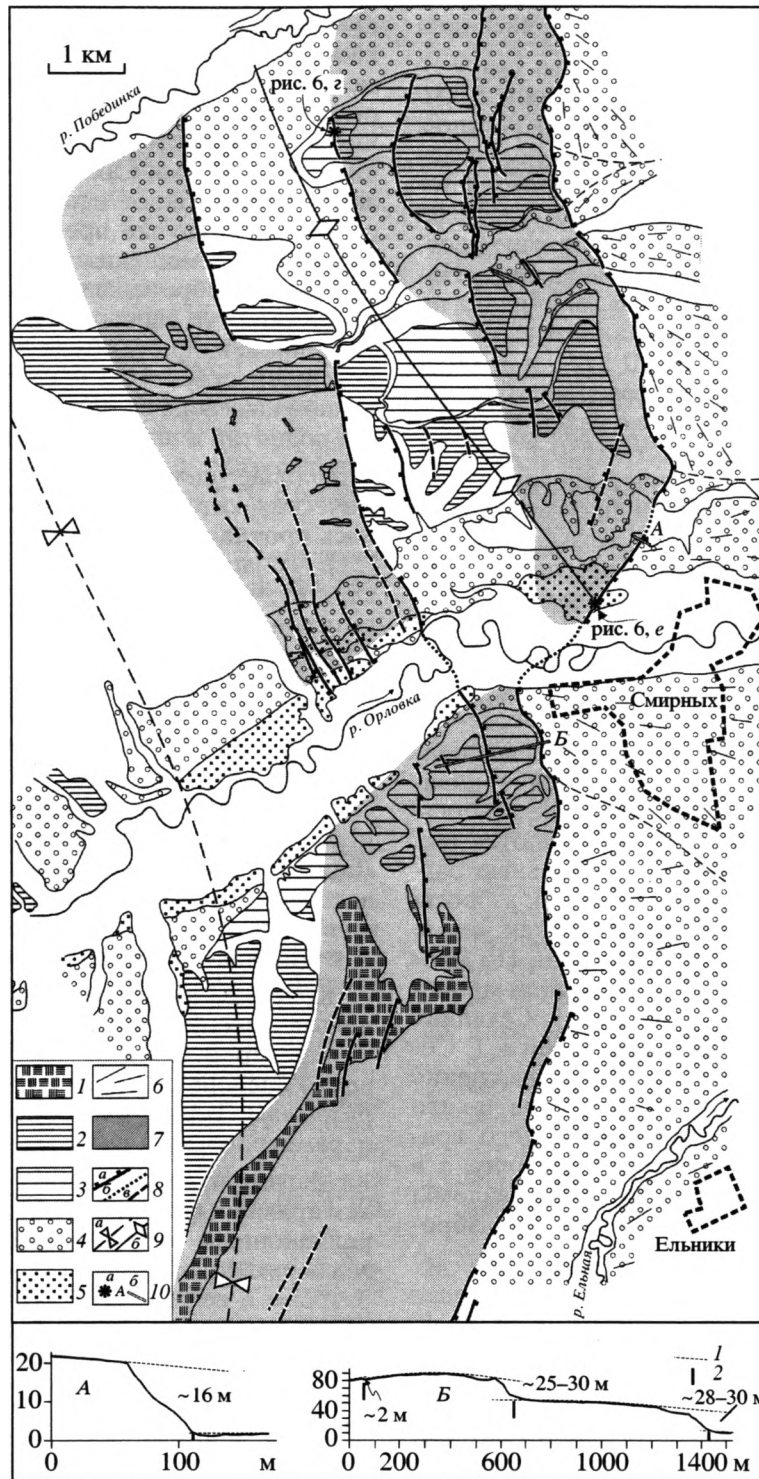 1 км
р. Побединка
рис. 6, г
А
рис. 6, е
Смирных
р. Орловка
Б
1
2
3
4
5
6
7
а
б
в
8
а
б
9
а
А
б
10
р. Ельная
Ельники
20
10
0
А
~16 м
0
100
м
80
40
0
Б
~2 м
~25–30 м
1
2
~28–30 м
0
200
600
1000
1400
м